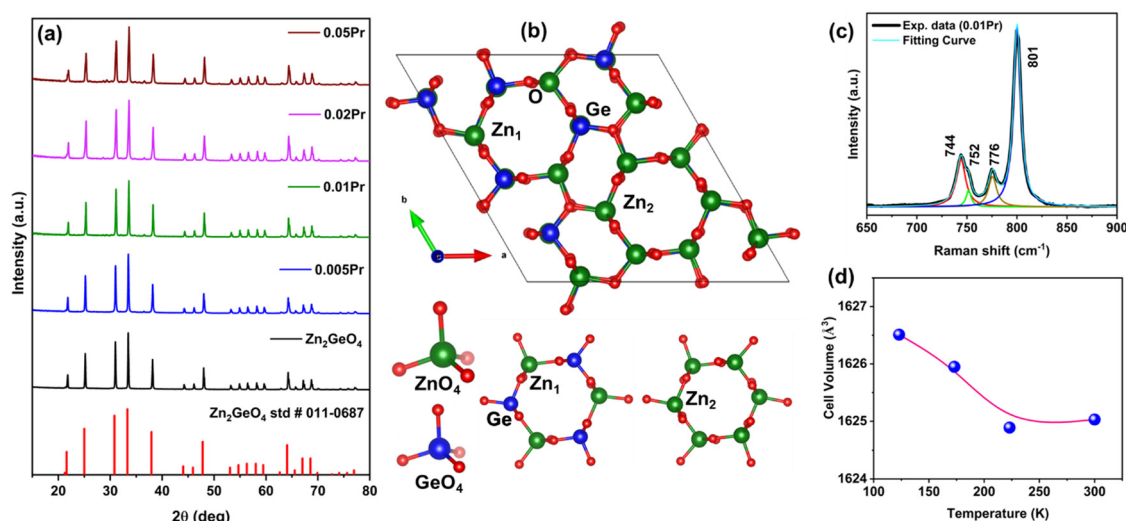 (a)
0.05Pr
0.02Pr
0.01Pr
0.005Pr
Zn₂GeO₄
Zn₂GeO₄ std # 011-0687
Intensity (a.u.)
20 30 40 50 60 70 80
2θ (deg)
(b)
O
Ge
Zn₁
Zn₂
b
a
ZnO₄
GeO₄
Zn₁
Ge
Zn₂
(c)
Exp. data (0.01Pr)
Fitting Curve
801
744
752
776
Intensity (a.u.)
650 700 750 800 850 900
Raman shift (cm⁻¹)
(d)
1627
1626
1625
1624
Cell Volume (Å³)
100 150 200 250 300
Temperature (K)